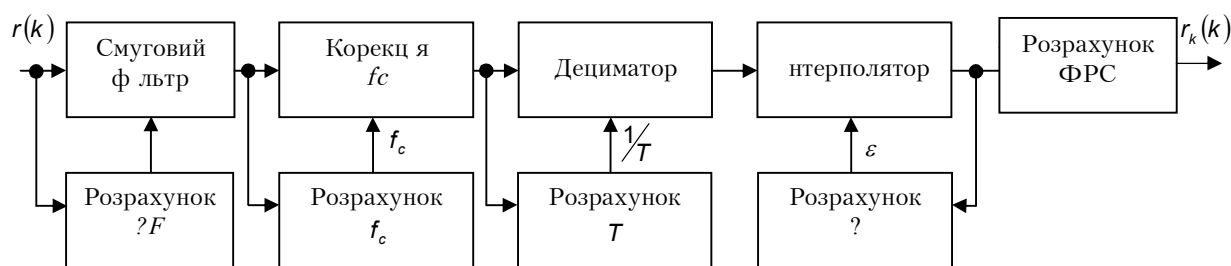 r(k)
Смуговий
ф льтр
Корекц я
fc
Дециматор
нтерполятор
Розрахунок
ФРС
r_k(k)
f_c
1/T
ε
Розрахунок
?F
Розрахунок
f_c
Розрахунок
T
Розрахунок
?